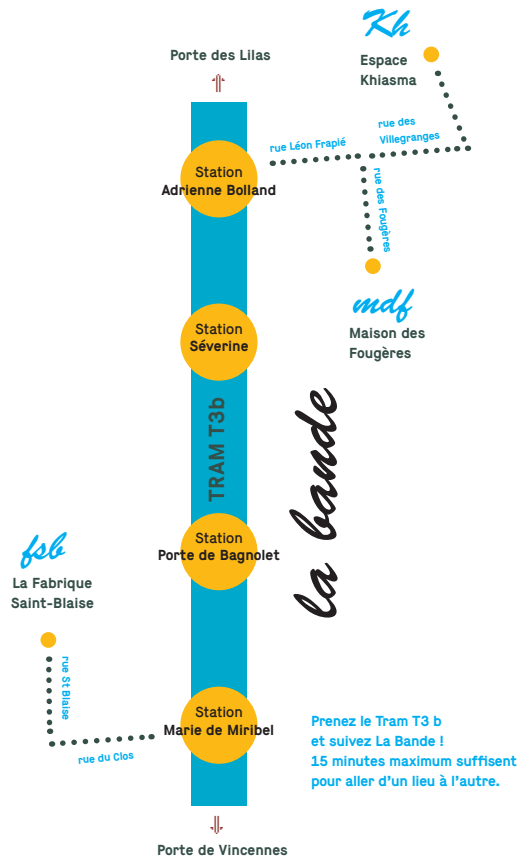 Kh
Espace
Khiasma
Porte des Lilas
rue des
Villegranges
rue Léon Frapié
rue des Fougères
Station
Adrienne Bolland
mdf
Maison des
Fougères
Station
Séverine
TRAM T3b
la bande
Station
Porte de Bagnolet
fsb
La Fabrique
Saint-Blaise
rue St Blaise
rue du Clos
Station
Marie de Miribel
Prenez le Tram T3 b
et suivez La Bande !
15 minutes maximum suffisent
pour aller d'un lieu à l'autre.
Porte de Vincennes